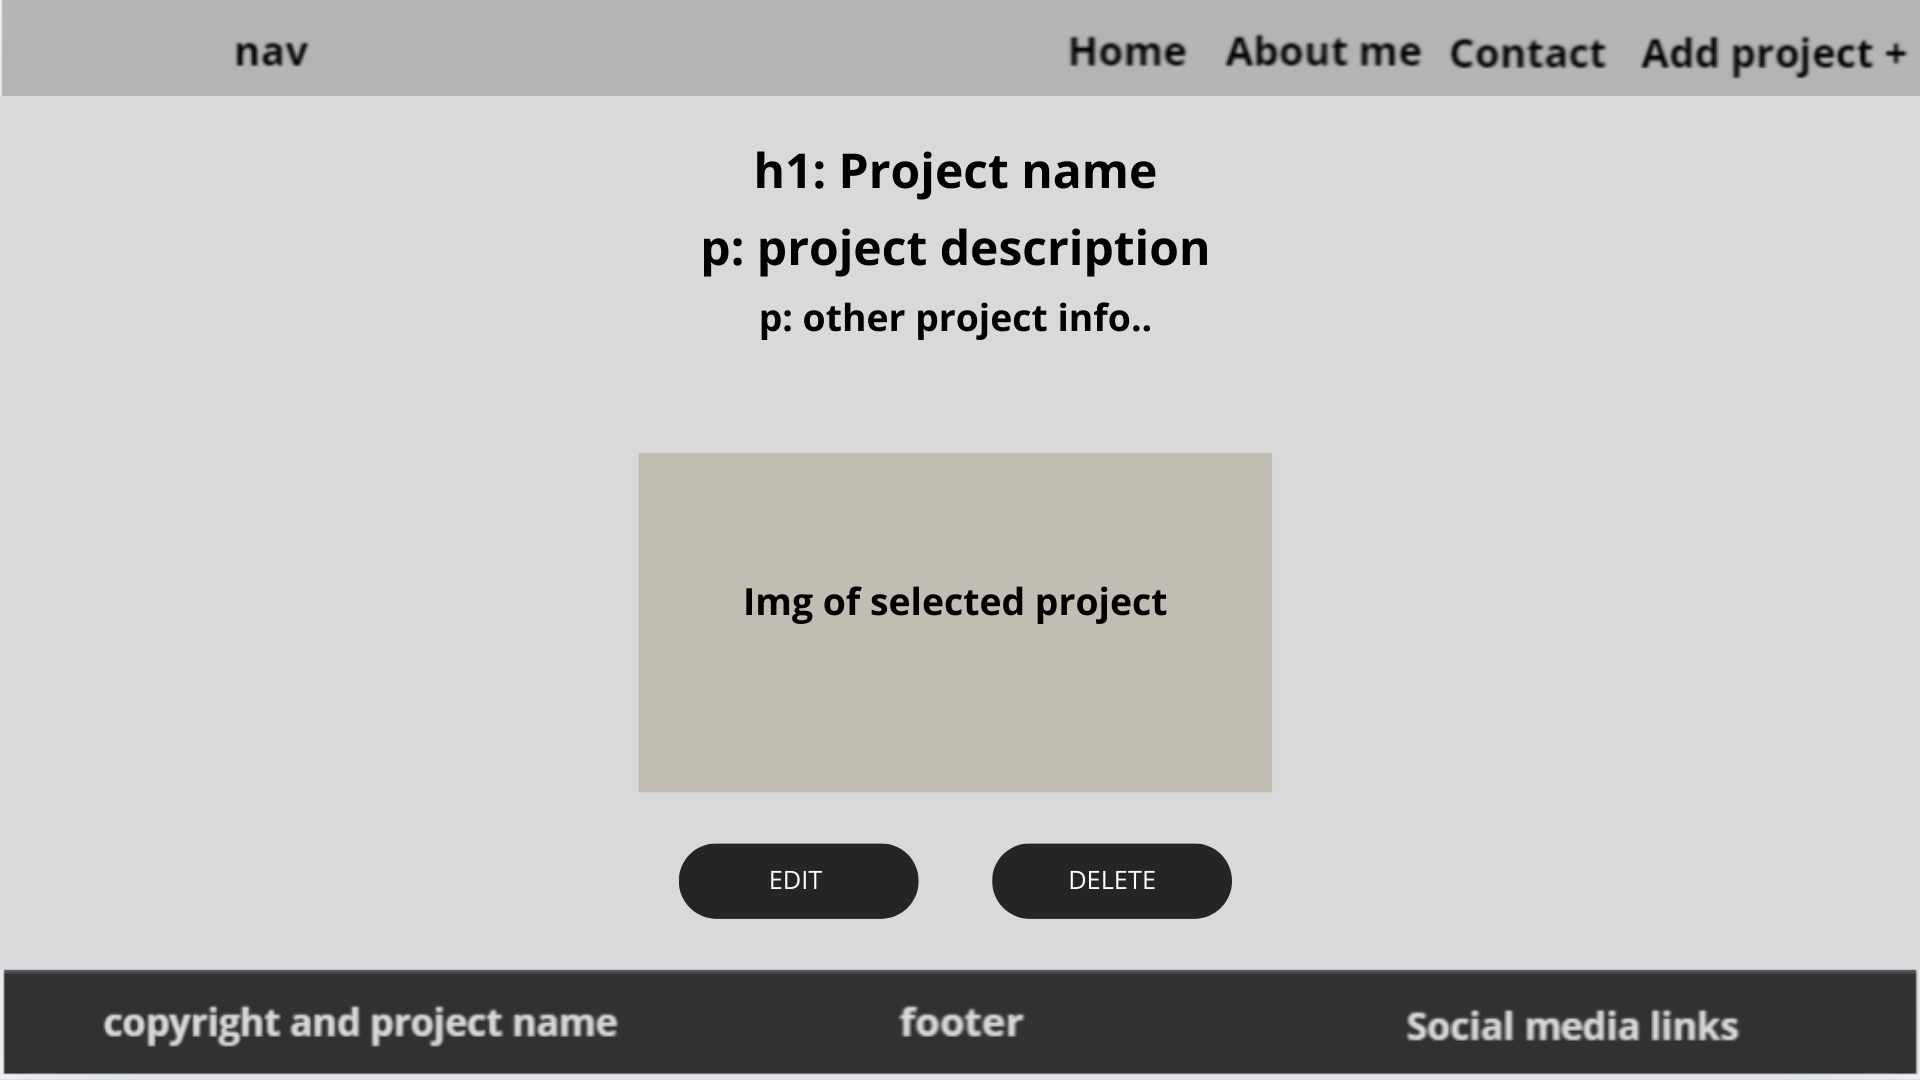 nav Home About me Contact Add project +
h1: Project name
p: project description
p: other project info..
Img of selected project
EDIT DELETE
copyright and project name footer Social media links